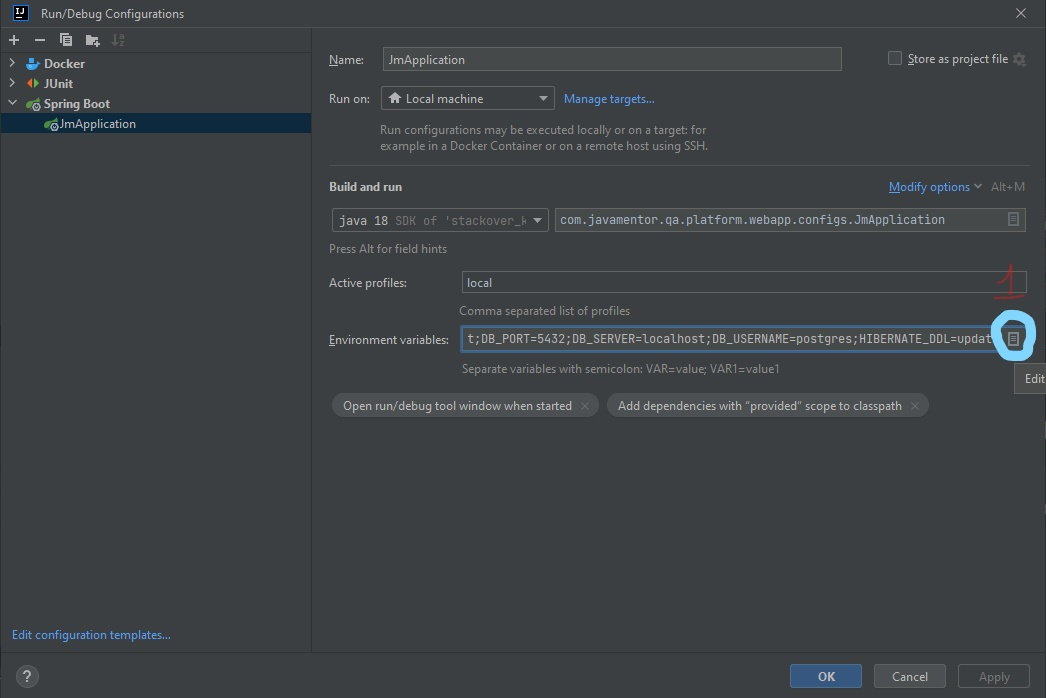 Run/Debug Configurations
Docker
JUnit
Spring Boot
JmApplication
Edit configuration templates...
Name: JmApplication Store as project file
Run on: Local machine Manage targets...
Run configurations may be executed locally or on a target: for
example in a Docker Container or on a remote host using SSH.
Build and run Modify options Alt+M
java 18 SDK of 'stackover_k com.javamentor.qa.platform.webapp.configs.JmApplication
Press Alt for field hints
Active profiles: local
1
Comma separated list of profiles
Environment variables: t;DB_PORT=5432;DB_SERVER=localhost;DB_USERNAME=postgres;HIBERNATE_DDL=updat
Separate variables with semicolon: VAR=value; VAR1=value1
Edit
Open run/debug tool window when started Add dependencies with “provided” scope to classpath
? OK Cancel Apply